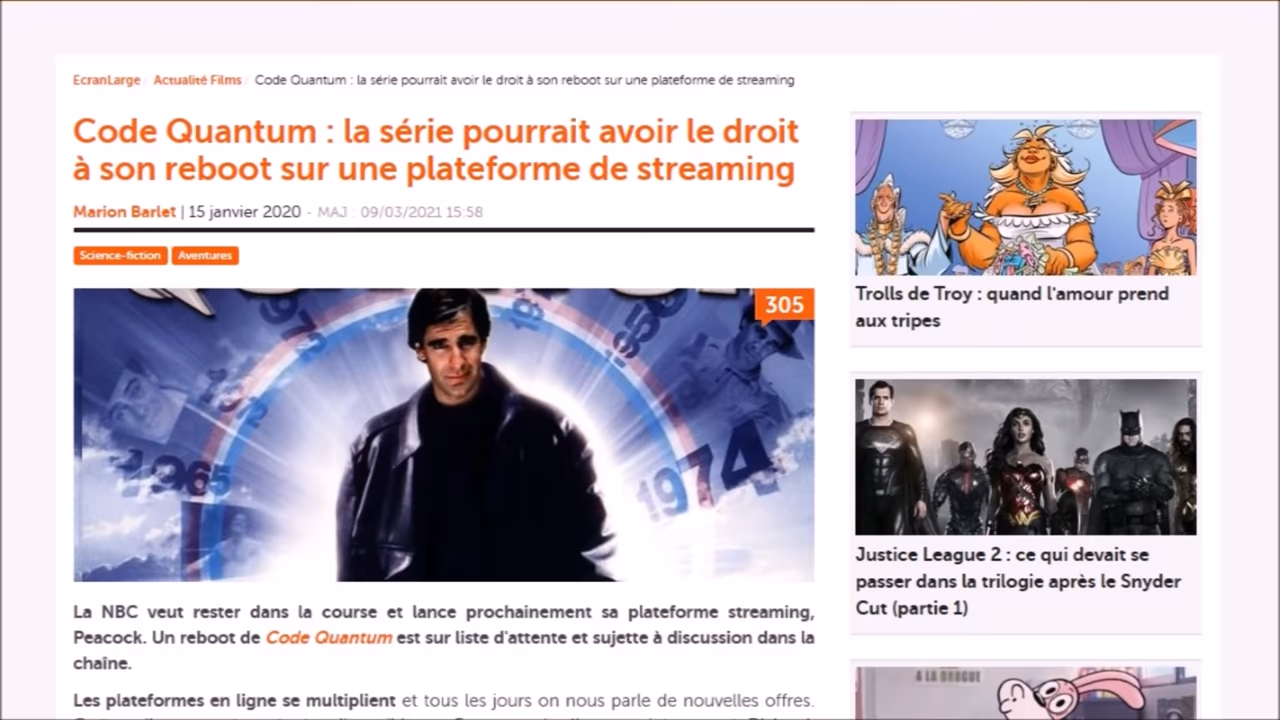 EcranLarge / Actualité Films / Code Quantum : la série pourrait avoir le droit à son reboot sur une plateforme de streaming
Code Quantum : la série pourrait avoir le droit
à son reboot sur une plateforme de streaming
Marion Barlet | 15 janvier 2020 - MAJ : 09/03/2021 15:58
Science-fiction Aventures
305
1965
1974
La NBC veut rester dans la course et lance prochainement sa plateforme streaming,
Peacock. Un reboot de Code Quantum est sur liste d'attente et sujette à discussion dans la
chaîne.
Les plateformes en ligne se multiplient et tous les jours on nous parle de nouvelles offres.
Trolls de Troy : quand l'amour prend
aux tripes
Justice League 2 : ce qui devait se
passer dans la trilogie après le Snyder
Cut (partie 1)
A LA DROGUE